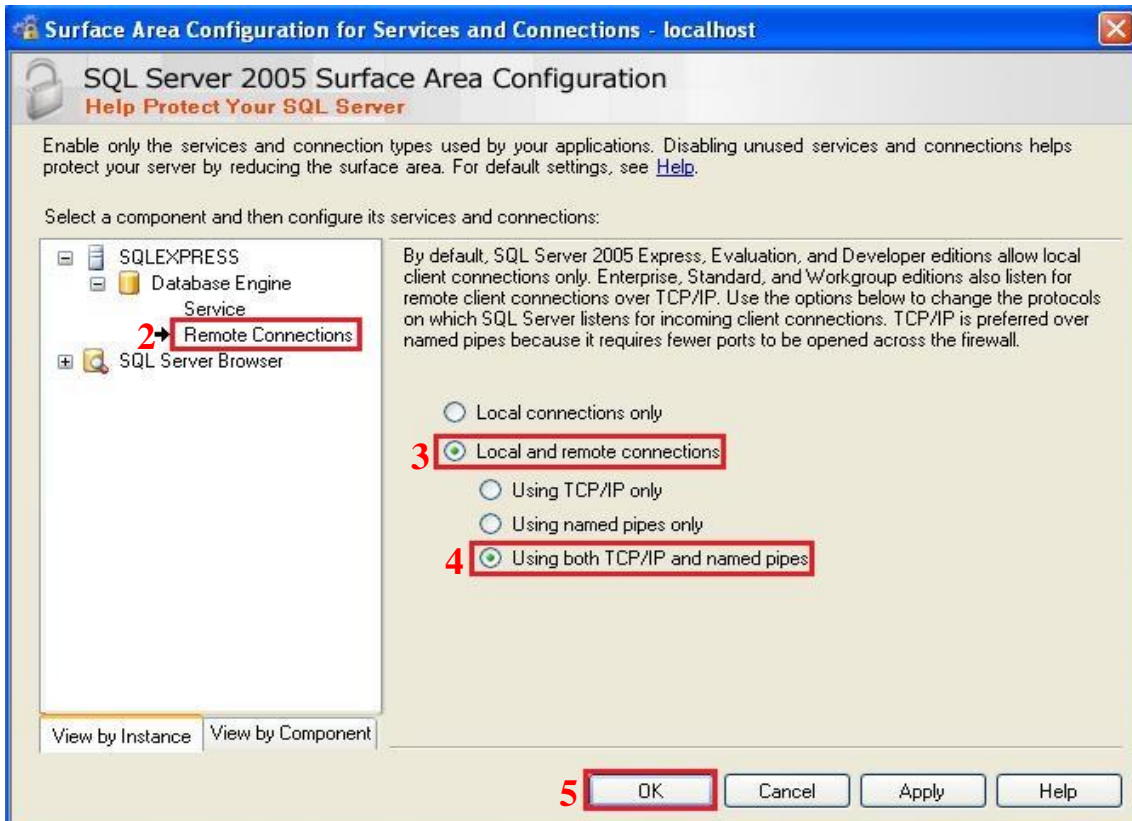 Surface Area Configuration for Services and Connections - localhost
SQL Server 2005 Surface Area Configuration
Help Protect Your SQL Server
Enable only the services and connection types used by your applications. Disabling unused services and connections helps
protect your server by reducing the surface area. For default settings, see Help.
Select a component and then configure its services and connections:
SQLEXPRESS
Database Engine
Service
2 Remote Connections
SQL Server Browser
By default, SQL Server 2005 Express, Evaluation, and Developer editions allow local
client connections only. Enterprise, Standard, and Workgroup editions also listen for
remote client connections over TCP/IP. Use the options below to change the protocols
on which SQL Server listens for incoming client connections. TCP/IP is preferred over
named pipes because it requires fewer ports to be opened across the firewall.
Local connections only
3 Local and remote connections
Using TCP/IP only
Using named pipes only
4 Using both TCP/IP and named pipes
View by Instance View by Component
5 OK Cancel Apply Help